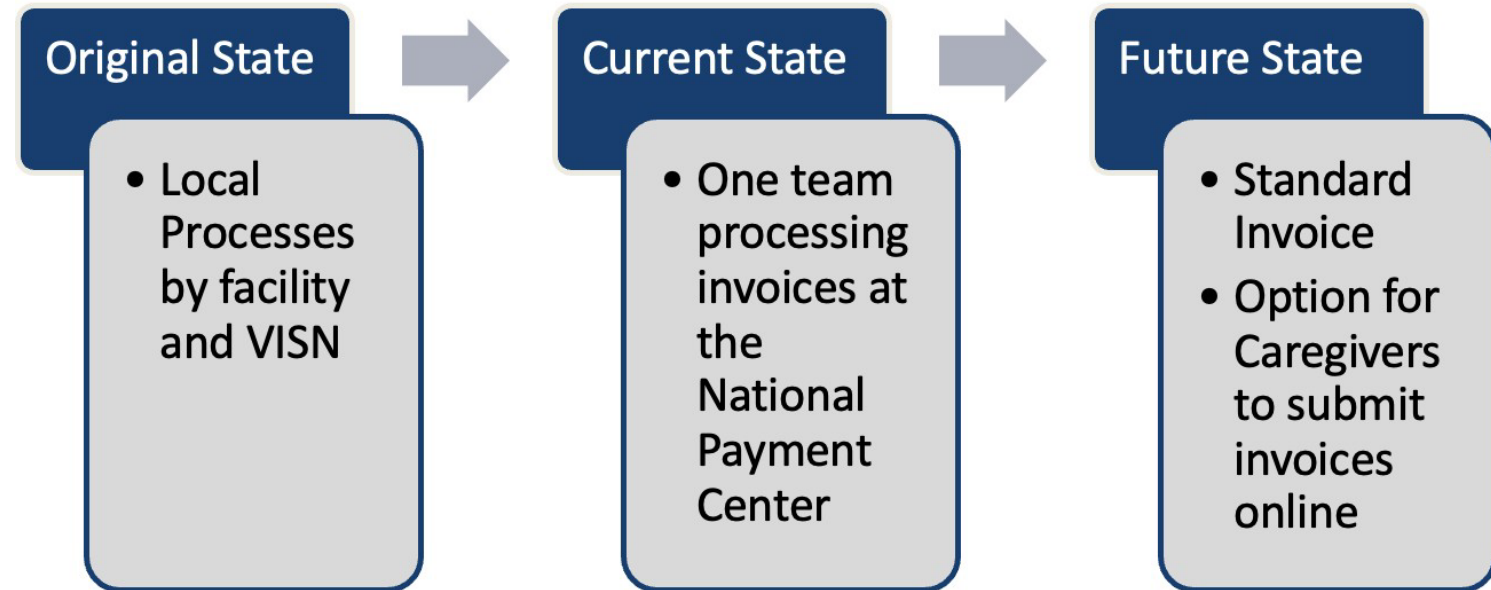 Original State
• Local
Processes
by facility
and VISN
Current State
• One team
processing
invoices at
the
National
Payment
Center
Future State
• Standard
Invoice
• Option for
Caregivers
to submit
invoices
online